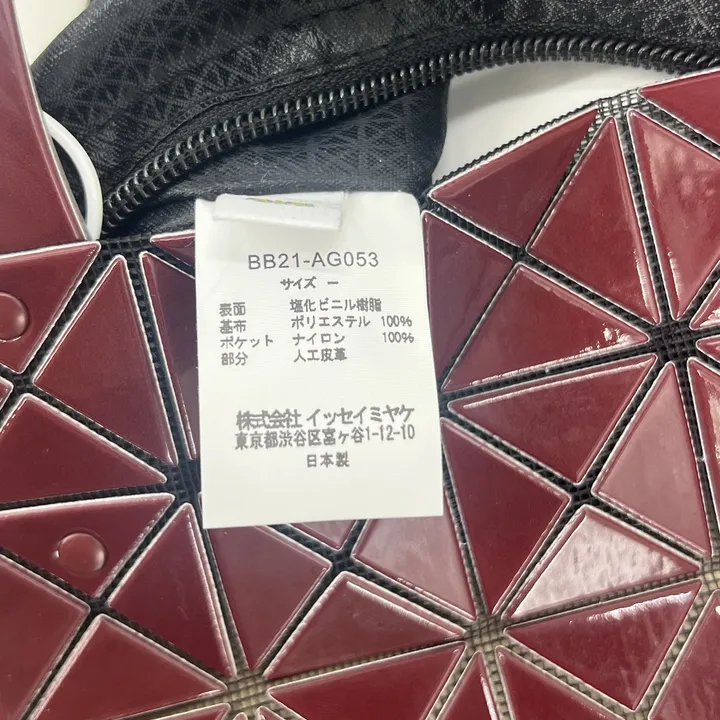 BB21-AG053
サイズ ー
表面 塩化ビニル樹脂
基布 ポリエステル 100%
ポケット ナイロン 100%
部分 人工皮革
株式会社 イッセイミヤケ
東京都渋谷区富ヶ谷1-12-10
日本製